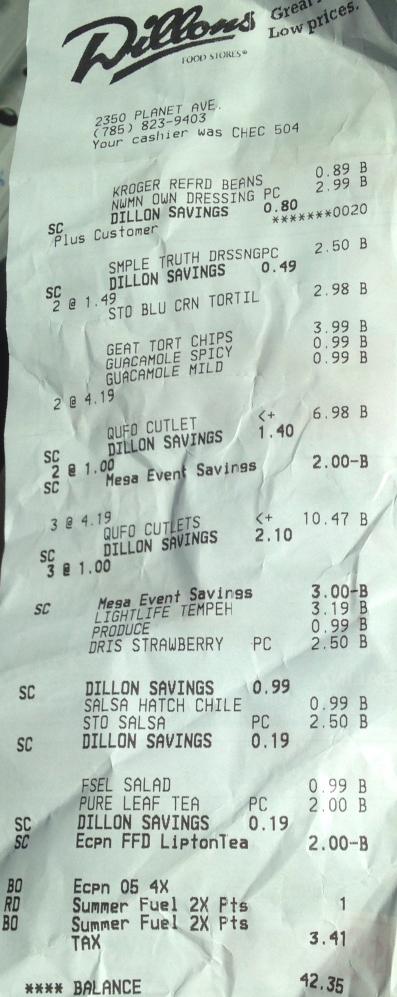 Dillons
Great
Low prices.
FOOD STORES®
2350 PLANET AVE.
(785) 823-9403
Your cashier was CHEC 504
KROGER REFRD BEANS 0.89 B
NWMN OWN DRESSING PC 2.99 B
SC DILLON SAVINGS 0.80
Plus Customer *******0020
SMPLE TRUTH DRSSNGPC 2.50 B
SC DILLON SAVINGS 0.49
2 @ 1.49
STO BLU CRN TORTIL 2.98 B
GEAT TORT CHIPS 3.99 B
GUACAMOLE SPICY 0.99 B
GUACAMOLE MILD 0.99 B
2 @ 4.19
QUFO CUTLET <+ 6.98 B
SC DILLON SAVINGS 1.40
2 @ 1.00
SC Mega Event Savings 2.00-B
3 @ 4.19
QUFO CUTLETS <+ 10.47 B
SC DILLON SAVINGS 2.10
3 @ 1.00
SC Mega Event Savings 3.00-B
LIGHTLIFE TEMPEH 3.19 B
PRODUCE 0.99 B
DRIS STRAWBERRY PC 2.50 B
SC DILLON SAVINGS 0.99
SALSA HATCH CHILE 0.99 B
STO SALSA PC 2.50 B
SC DILLON SAVINGS 0.19
FSEL SALAD 0.99 B
PURE LEAF TEA PC 2.00 B
SC DILLON SAVINGS 0.19
SC Ecpn FFD LiptonTea 2.00-B
BO Ecpn 05 4X
RD Summer Fuel 2X Pts 1
BO Summer Fuel 2X Pts
TAX 3.41
**** BALANCE 42.35